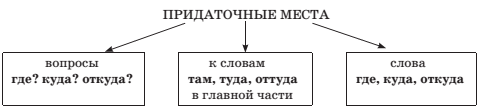 ПРИДАТОЧНЫЕ МЕСТА
вопросы
где? куда? откуда?
к словам
там, туда, оттуда
в главной части
слова
где, куда, откуда